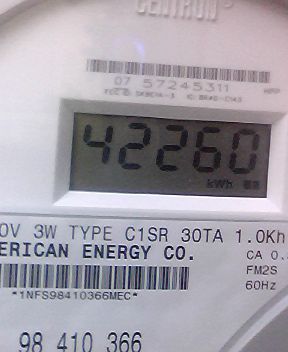 CENTRON®
07 57245311
42260
kWh
0V 3W TYPE C1SR 30TA 1.0Kh
ERICAN ENERGY CO.
CA 0.
FM2S
*1NFS98410366MEC*
60Hz
98 410 366